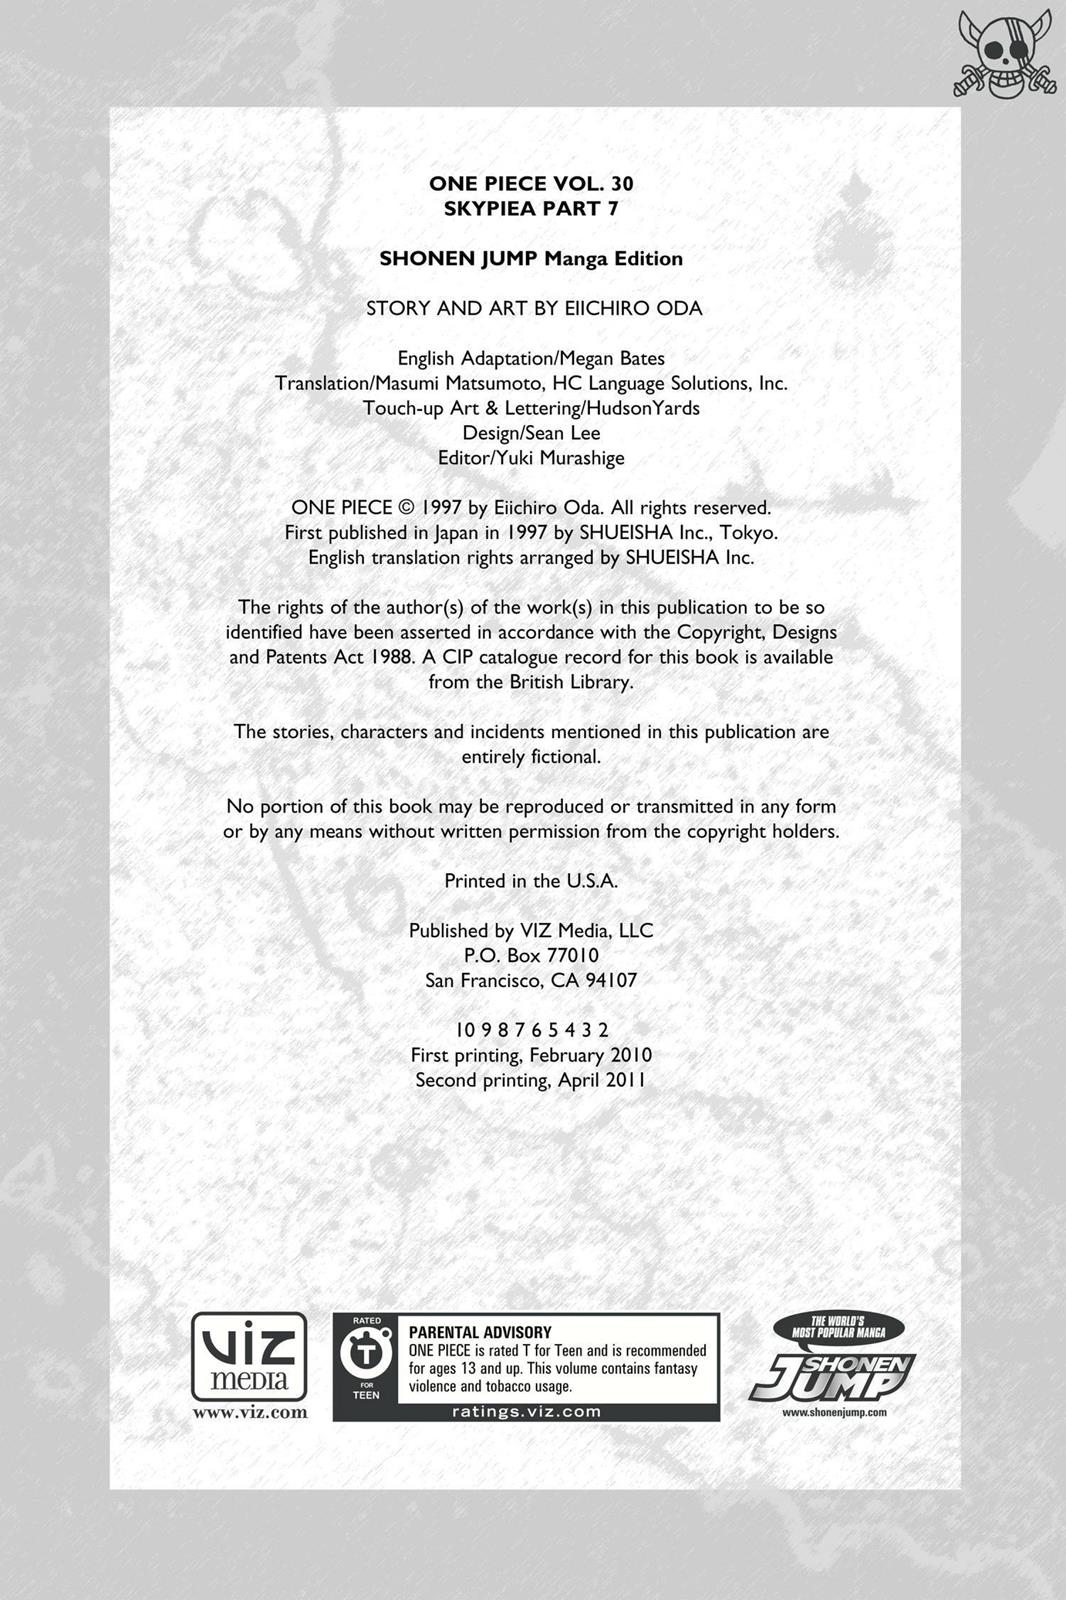 ONE PIECE VOL. 30
SKYPIEA PART 7
SHONEN JUMP Manga Edition
STORY AND ART BY EIICHIRO ODA
English Adaptation/Megan Bates
Translation/Masumi Matsumoto, HC Language Solutions, Inc.
Touch-up Art & Lettering/HudsonYards
Design/Sean Lee
Editor/Yuki Murashige
ONE PIECE © 1997 by Eiichiro Oda. All rights reserved.
First published in Japan in 1997 by SHUEISHA Inc., Tokyo.
English translation rights arranged by SHUEISHA Inc.
The rights of the author(s) of the work(s) in this publication to be so
identified have been asserted in accordance with the Copyright, Designs
and Patents Act 1988. A CIP catalogue record for this book is available
from the British Library.
The stories, characters and incidents mentioned in this publication are
entirely fictional.
No portion of this book may be reproduced or transmitted in any form
or by any means without written permission from the copyright holders.
Printed in the U.S.A.
Published by VIZ Media, LLC
P.O. Box 77010
San Francisco, CA 94107
10 9 8 7 6 5 4 3 2
First printing, February 2010
Second printing, April 2011
VIZ
MEDIA
www.viz.com
RATED
T
FOR
TEEN
PARENTAL ADVISORY
ONE PIECE is rated T for Teen and is recommended
for ages 13 and up. This volume contains fantasy
violence and tobacco usage.
ratings.viz.com
THE WORLD'S
MOST POPULAR MANGA
SHONEN
JUMP
www.shonenjump.com